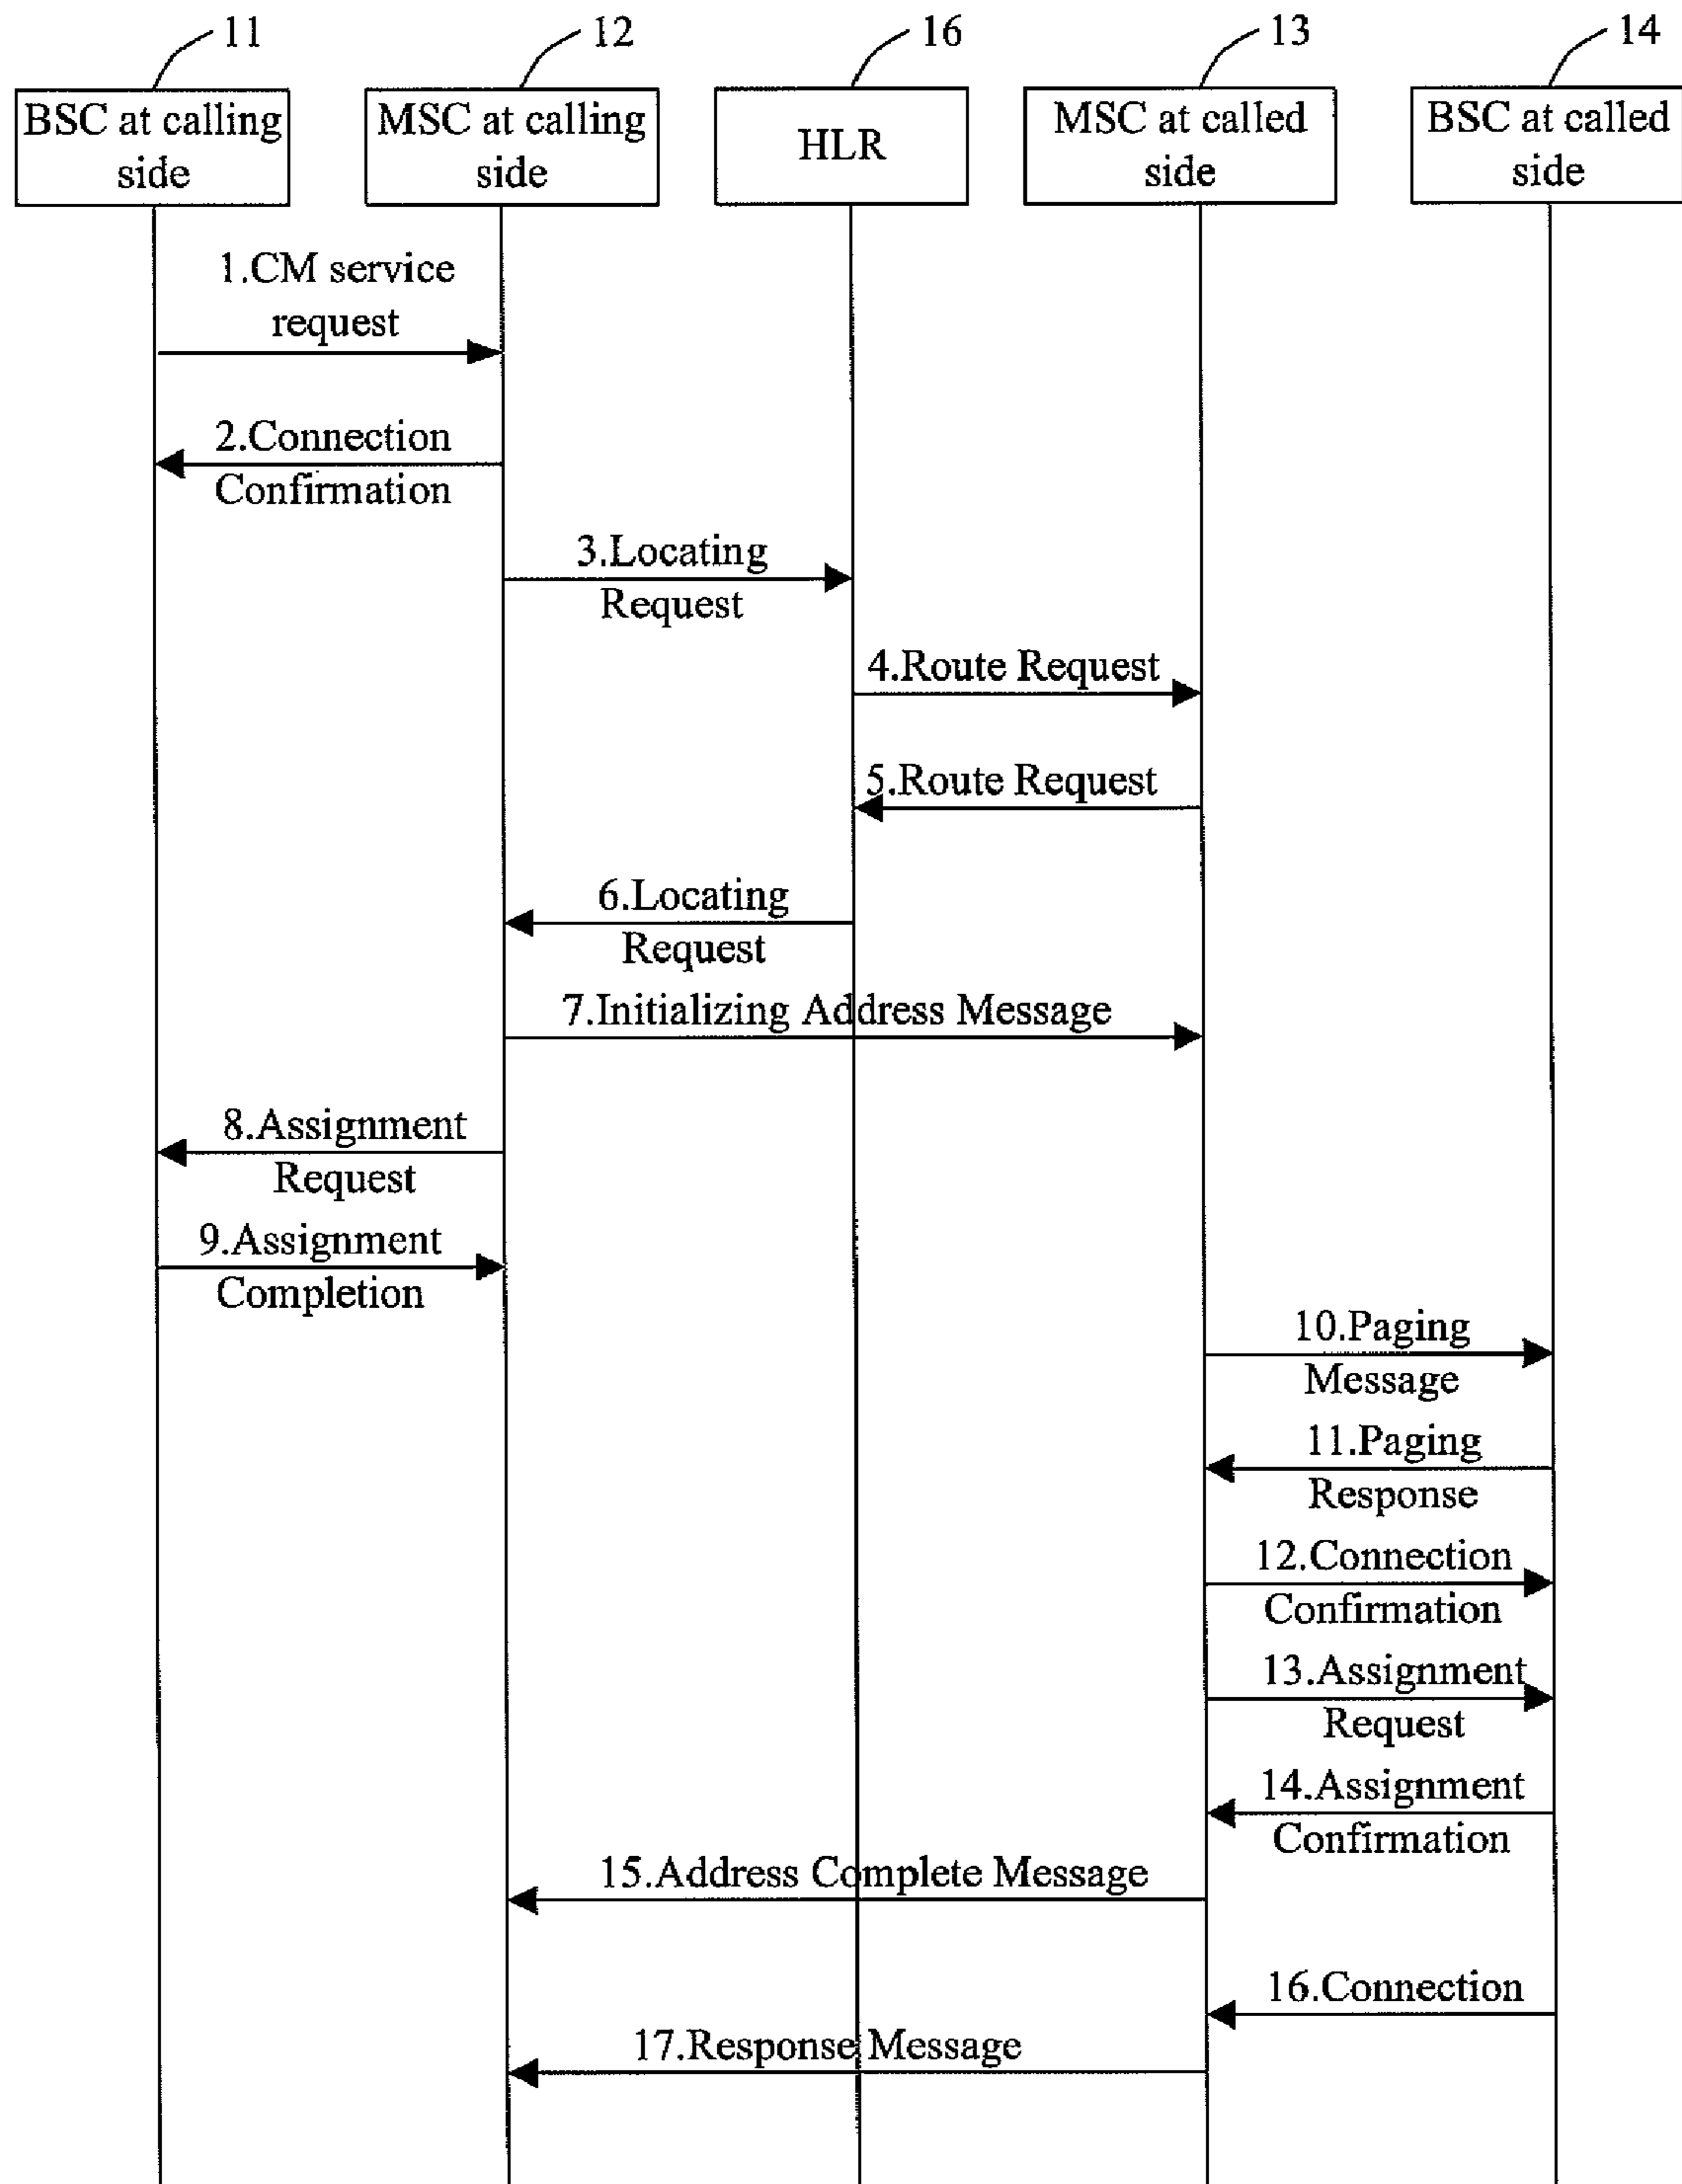 11
12
16
13
14
BSC at calling
side
MSC at calling
side
HLR
MSC at called
side
BSC at called
side
1.CM service
request
2.Connection
Confirmation
3.Locating
Request
4.Route Request
5.Route Request
6.Locating
Request
7.Initializing Address Message
8.Assignment
Request
9.Assignment
Completion
10.Paging
Message
11.Paging
Response
12.Connection
Confirmation
13.Assignment
Request
14.Assignment
Confirmation
15.Address Complete Message
16.Connection
17.Response Message